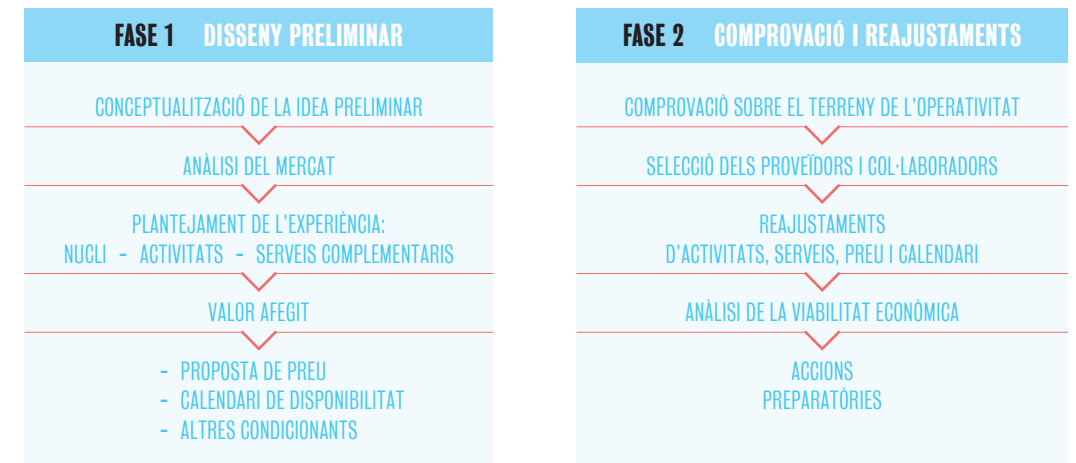 FASE 1 DISSENY PRELIMINAR
CONCEPTUALITZACIÓ DE LA IDEA PRELIMINAR
ANÀLISI DEL MERCAT
PLANTEJAMENT DE L'EXPERIÈNCIA:
NUCLI - ACTIVITATS - SERVEIS COMPLEMENTARIS
VALOR AFEGIT
- PROPOSTA DE PREU
- CALENDARI DE DISPONIBILITAT
- ALTRES CONDICIONANTS
FASE 2 COMPROVACIÓ I REAJUSTAMENTS
COMPROVACIÒ SOBRE EL TERRENY DE L'OPERATIVITAT
SELECCIÒ DELS PROVEÏDORS I COL·LABORADORS
REAJUSTAMENTS
D'ACTIVITATS, SERVEIS, PREU I CALENDARI
ANÀLISI DE LA VIABILITAT ECONÒMICA
ACCIONS
PREPARATÒRIES